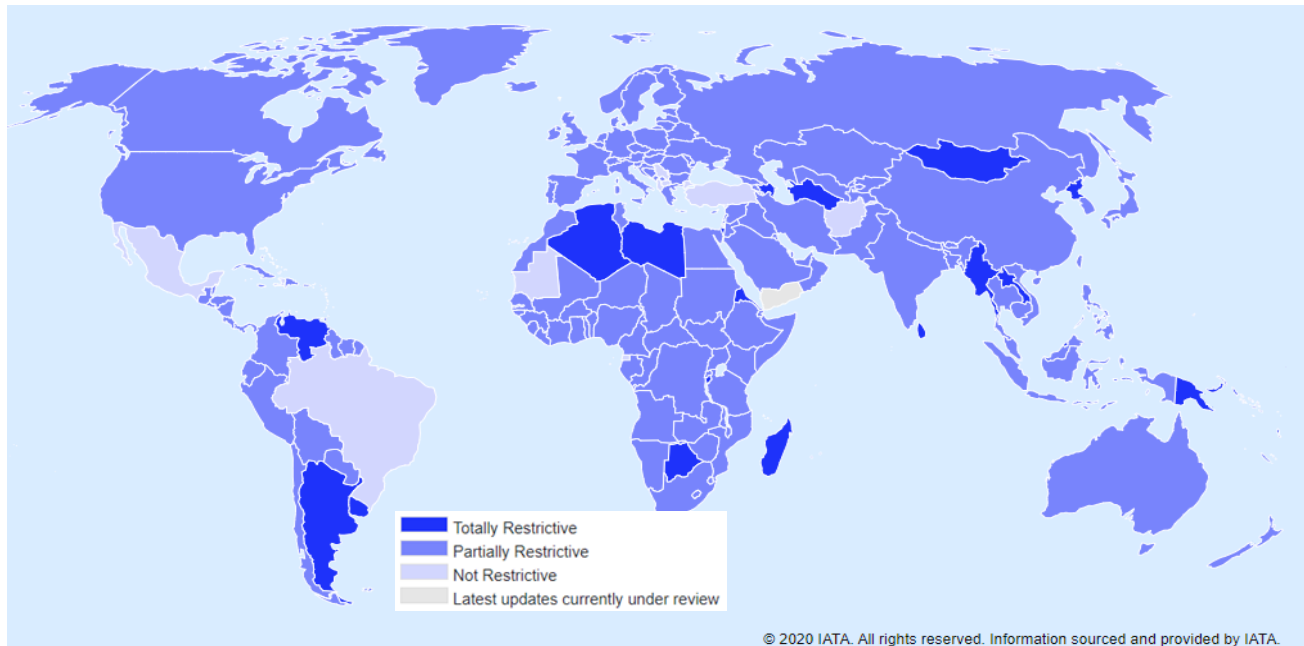 Totally Restrictive
Partially Restrictive
Not Restrictive
Latest updates currently under review
© 2020 IATA. All rights reserved. Information sourced and provided by IATA.